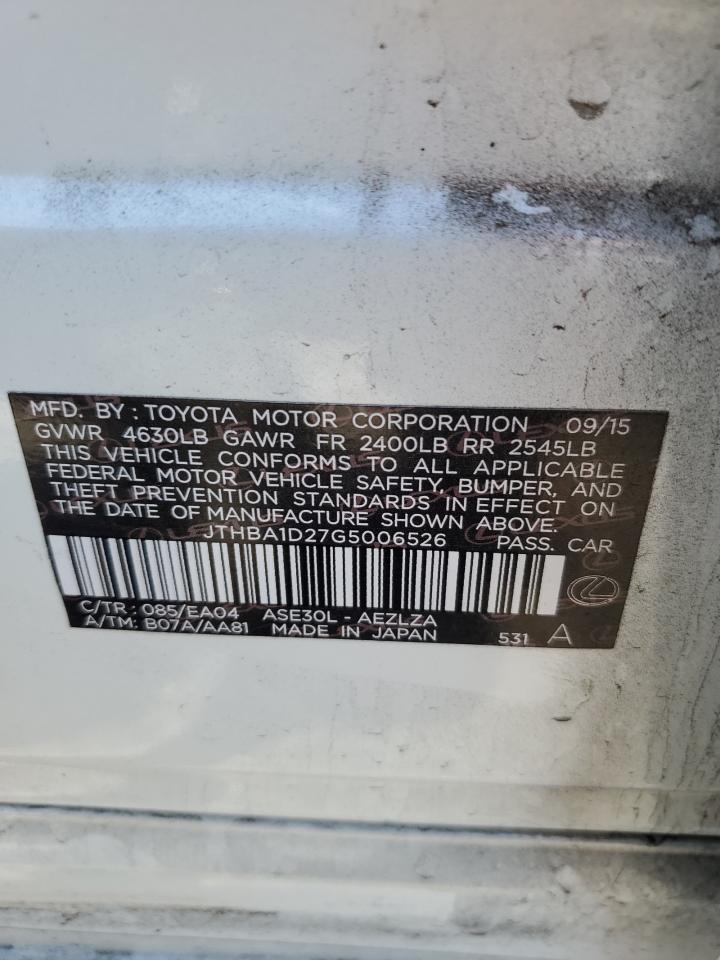 MFD. BY : TOYOTA MOTOR CORPORATION 09/15
GVWR 4630LB GAWR FR 2400LB RR 2545LB
THIS VEHICLE CONFORMS TO ALL APPLICABLE
FEDERAL MOTOR VEHICLE SAFETY, BUMPER, AND
THEFT PREVENTION STANDARDS IN EFFECT ON
THE DATE OF MANUFACTURE SHOWN ABOVE.
JTHBA1D27G5006526 PASS. CAR
C/TR: 085/EA04 ASE30L - AEZLZA
A/TM: B07A/AA81 MADE IN JAPAN 531 A